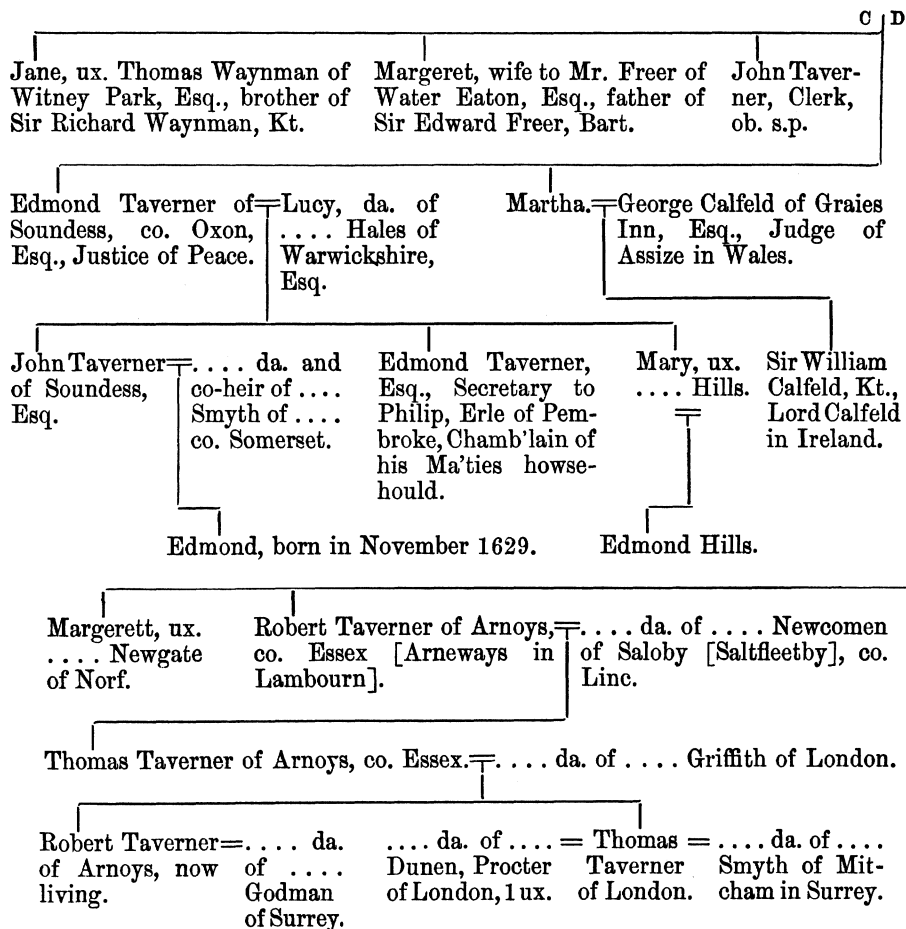 C D
Jane, ux. Thomas Waynman of
Witney Park, Esq., brother of
Sir Richard Waynman, Kt.
Margeret, wife to Mr. Freer of
Water Eaton, Esq., father of
Sir Edward Freer, Bart.
John Taver-
ner, Clerk,
ob. s.p.
Edmond Taverner of
Soundess, co. Oxon,
Esq., Justice of Peace.
=Lucy, da. of
.... Hales of
Warwickshire,
Esq.
Martha.=George Calfeld of Graies
Inn, Esq., Judge of
Assize in Wales.
John Taverner=
of Soundess,
Esq.
.... da. and
co-heir of ....
Smyth of ....
co. Somerset.
Edmond Taverner,
Esq., Secretary to
Philip, Erle of Pem-
broke, Chamb'lain of
his Ma'ties howse-
hould.
Mary, ux.
.... Hills.
=
Sir William
Calfeld, Kt.,
Lord Calfeld
in Ireland.
Edmond, born in November 1629.
Edmond Hills.
Margerett, ux.
.... Newgate
of Norf.
Robert Taverner of Arnoys,=
co. Essex [Arneways in
Lambourn].
.... da. of .... Newcomen
of Saloby [Saltfleetby], co.
Linc.
Thomas Taverner of Arnoys, co. Essex.=.... da. of .... Griffith of London.
Robert Taverner=
of Arnoys, now
living.
.... da.
of ....
Godman
of Surrey.
.... da. of .... =
Dunen, Procter
of London, 1 ux.
Thomas =
Taverner
of London.
.... da. of ....
Smyth of Mit-
cham in Surrey.